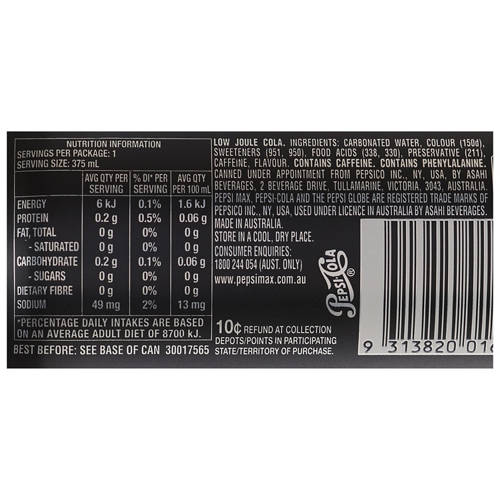 NUTRITION INFORMATION
SERVINGS PER PACKAGE: 1
SERVING SIZE: 375 mL
AVG QTY PER SERVING % DI* PER SERVING AVG QTY PER 100 mL
ENERGY 6 kJ 0.1% 1.6 kJ
PROTEIN 0.2 g 0.5% 0.06 g
FAT, TOTAL 0 g 0% 0 g
- SATURATED 0 g 0% 0 g
CARBOHYDRATE 0.2 g 0.1% 0.06 g
- SUGARS 0 g 0% 0 g
DIETARY FIBRE 0 g 0% 0 g
SODIUM 49 mg 2% 13 mg
*PERCENTAGE DAILY INTAKES ARE BASED
ON AN AVERAGE ADULT DIET OF 8700 kJ.
BEST BEFORE: SEE BASE OF CAN 30017565
LOW JOULE COLA. INGREDIENTS: CARBONATED WATER, COLOUR (150d),
SWEETENERS (951, 950), FOOD ACIDS (338, 330), PRESERVATIVE (211),
CAFFEINE, FLAVOUR. CONTAINS CAFFEINE. CONTAINS PHENYLALANINE.
CANNED UNDER APPOINTMENT FROM PEPSICO INC., NY, USA, BY ASAHI
BEVERAGES, 2 BEVERAGE DRIVE, TULLAMARINE, VICTORIA, 3043, AUSTRALIA.
PEPSI MAX, PEPSI-COLA AND THE PEPSI GLOBE ARE REGISTERED TRADE MARKS OF
PEPSICO INC., NY, USA, USED UNDER LICENCE IN AUSTRALIA BY ASAHI BEVERAGES.
MADE IN AUSTRALIA.
STORE IN A COOL, DRY PLACE.
CONSUMER ENQUIRIES:
1800 244 054 (AUST. ONLY)
www.pepsimax.com.au
10¢ REFUND AT COLLECTION
DEPOTS/POINTS IN PARTICIPATING
STATE/TERRITORY OF PURCHASE.
PEPSI-COLA
®
9 313820 01